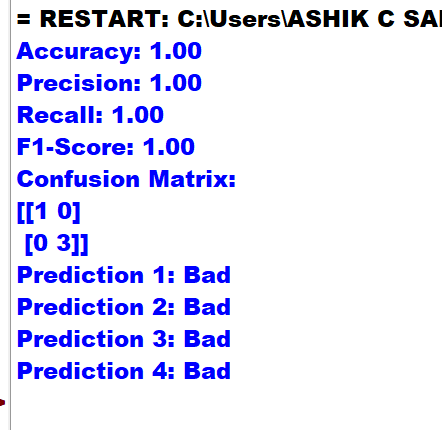 = RESTART: C:\Users\ASHIK C SA
Accuracy: 1.00
Precision: 1.00
Recall: 1.00
F1-Score: 1.00
Confusion Matrix:
[[1 0]
 [0 3]]
Prediction 1: Bad
Prediction 2: Bad
Prediction 3: Bad
Prediction 4: Bad